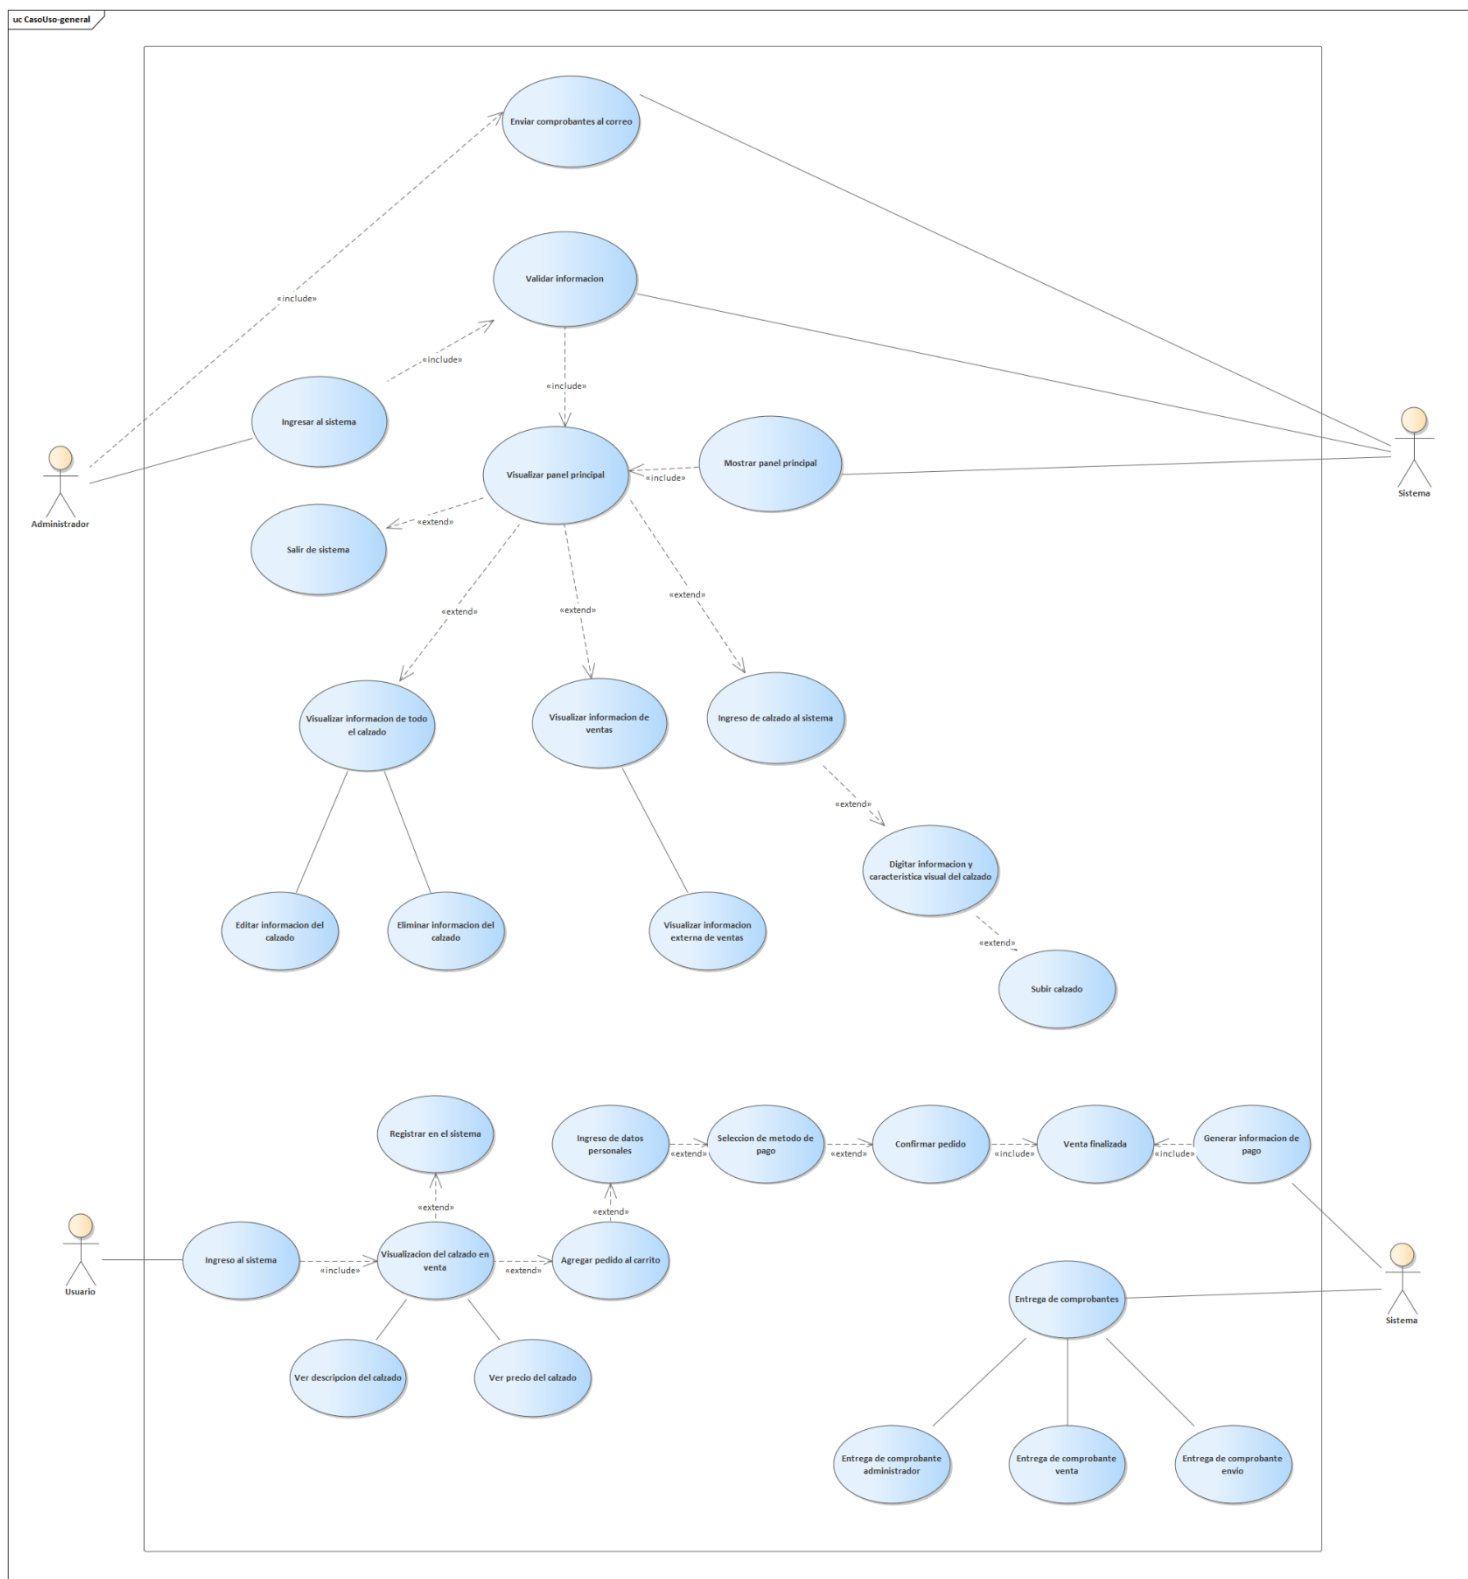 uc CasoUso-general
Enviar comprobantes al correo
Validar informacion
«include»
«include»
«include»
Ingresar al sistema
Visualizar panel principal
Mostrar panel principal
«include»
Administrador
Sistema
Salir de sistema
«extend»
«extend»
«extend»
«extend»
Visualizar informacion de todo
el calzado
Visualizar informacion de
ventas
Ingreso de calzado al sistema
«extend»
Digitar informacion y
caracteristica visual del calzado
Editar informacion del
calzado
Eliminar informacion del
calzado
Visualizar informacion
externa de ventas
«extend»
Subir calzado
Registrar en el sistema
Ingreso de datos
personales
«extend»
Seleccion de metodo de
pago
«extend»
Confirmar pedido
«include»
Venta finalizada
«include»
Generar informacion de
pago
«extend»
«extend»
Usuario
Ingreso al sistema
«include»
Visualizacion del calzado en
venta
«extend»
Agregar pedido al carrito
Entrega de comprobantes
Sistema
Ver descripcion del calzado
Ver precio del calzado
Entrega de comprobante
administrador
Entrega de comprobante
venta
Entrega de comprobante
envio